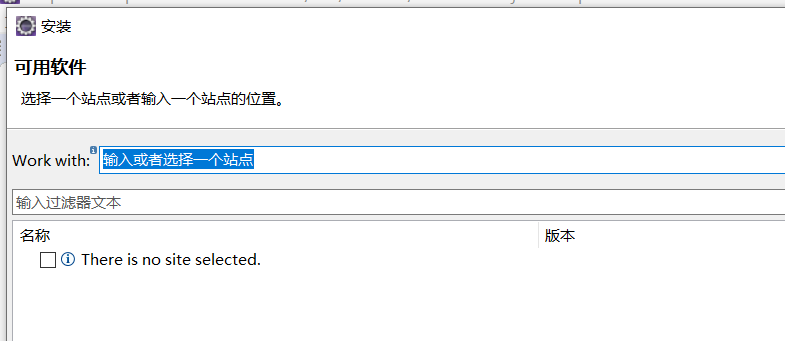 安装
可用软件
选择一个站点或者输入一个站点的位置。
Work with: 输入或者选择一个站点
输入过滤器文本
名称 版本
There is no site selected.